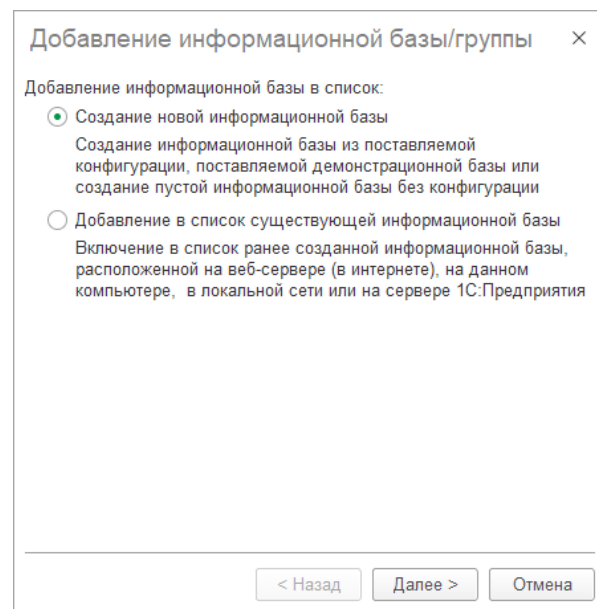 Добавление информационной базы/группы
Добавление информационной базы в список:
Создание новой информационной базы
Создание информационной базы из поставляемой
конфигурации, поставляемой демонстрационной базы или
создание пустой информационной базы без конфигурации
Добавление в список существующей информационной базы
Включение в список ранее созданной информационной базы,
расположенной на веб-сервере (в интернете), на данном
компьютере, в локальной сети или на сервере 1С:Предприятия
< Назад Далее > Отмена